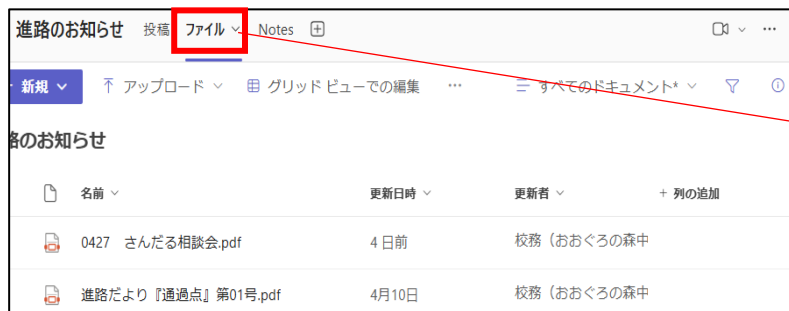 進路のお知らせ 投稿 ファイル Notes
新規 アップロード グリッド ビューでの編集 … すべてのドキュメント*
路のお知らせ
名前 更新日時 更新者 + 列の追加
0427 さんだる相談会.pdf 4 日前 校務（おおぐろの森中
進路だより『通過点』第01号.pdf 4月10日 校務（おおぐろの森中